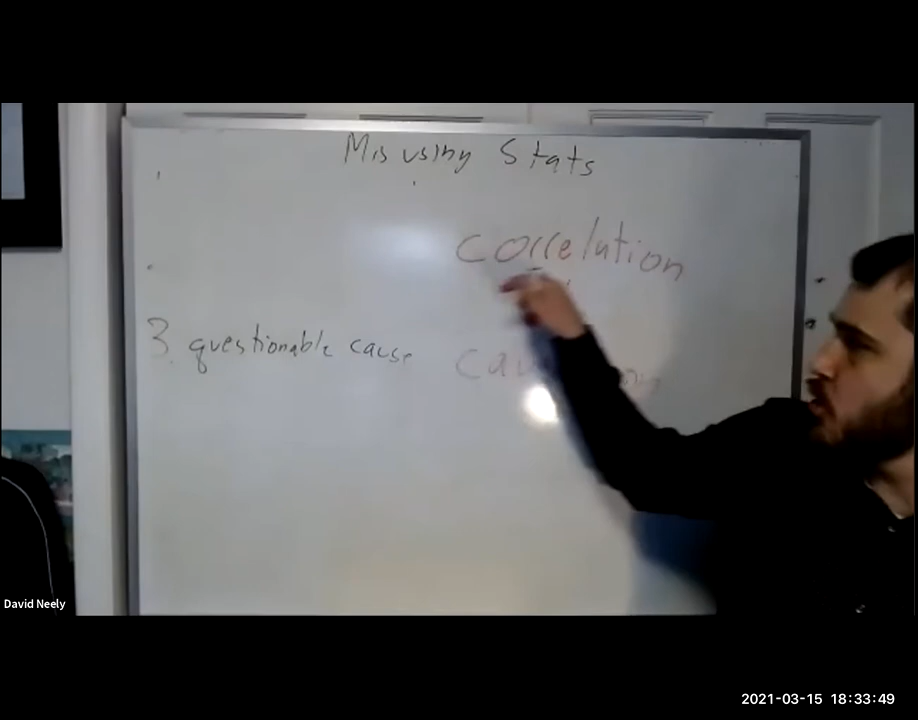 Misusing Stats
correlation
3. questionable cause
David Neely
2021-03-15 18:33:49